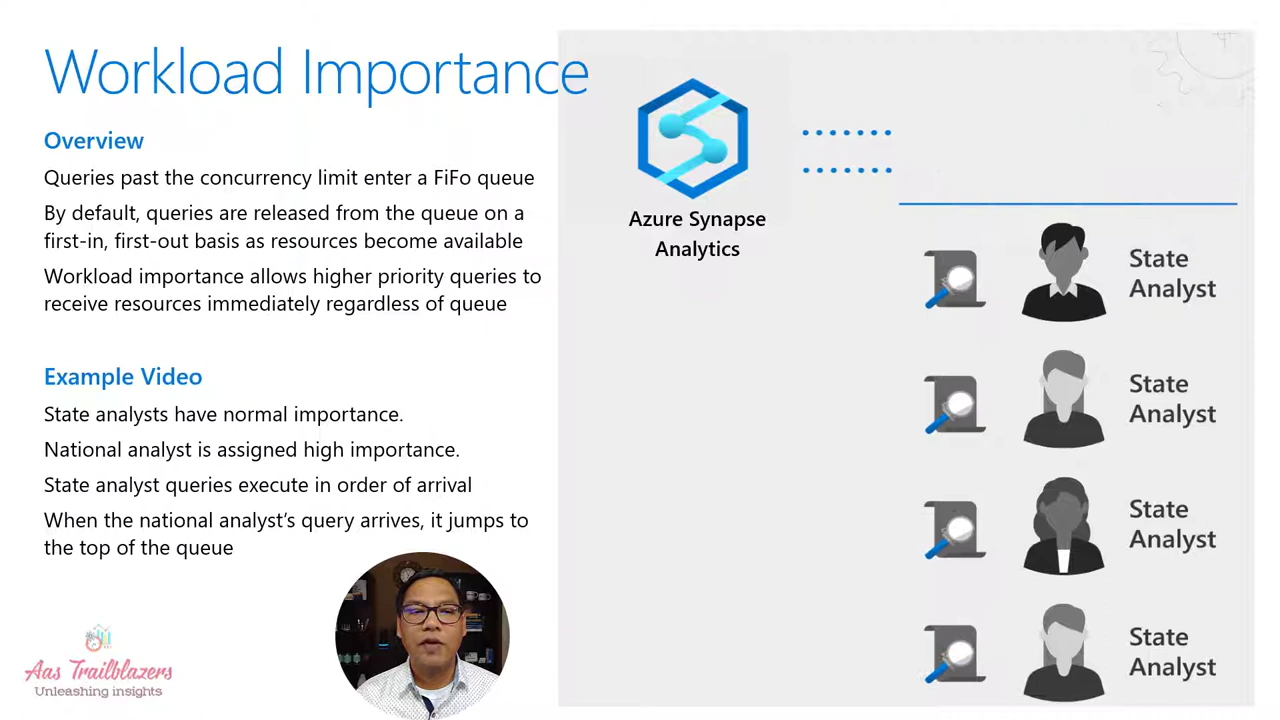 Workload Importance
Overview
Queries past the concurrency limit enter a FiFo queue
By default, queries are released from the queue on a
first-in, first-out basis as resources become available
Workload importance allows higher priority queries to
receive resources immediately regardless of queue
Example Video
State analysts have normal importance.
National analyst is assigned high importance.
State analyst queries execute in order of arrival
When the national analyst's query arrives, it jumps to
the top of the queue
Aas Trailblazers
Unleashing insights
Azure Synapse
Analytics
State
Analyst
State
Analyst
State
Analyst
State
Analyst